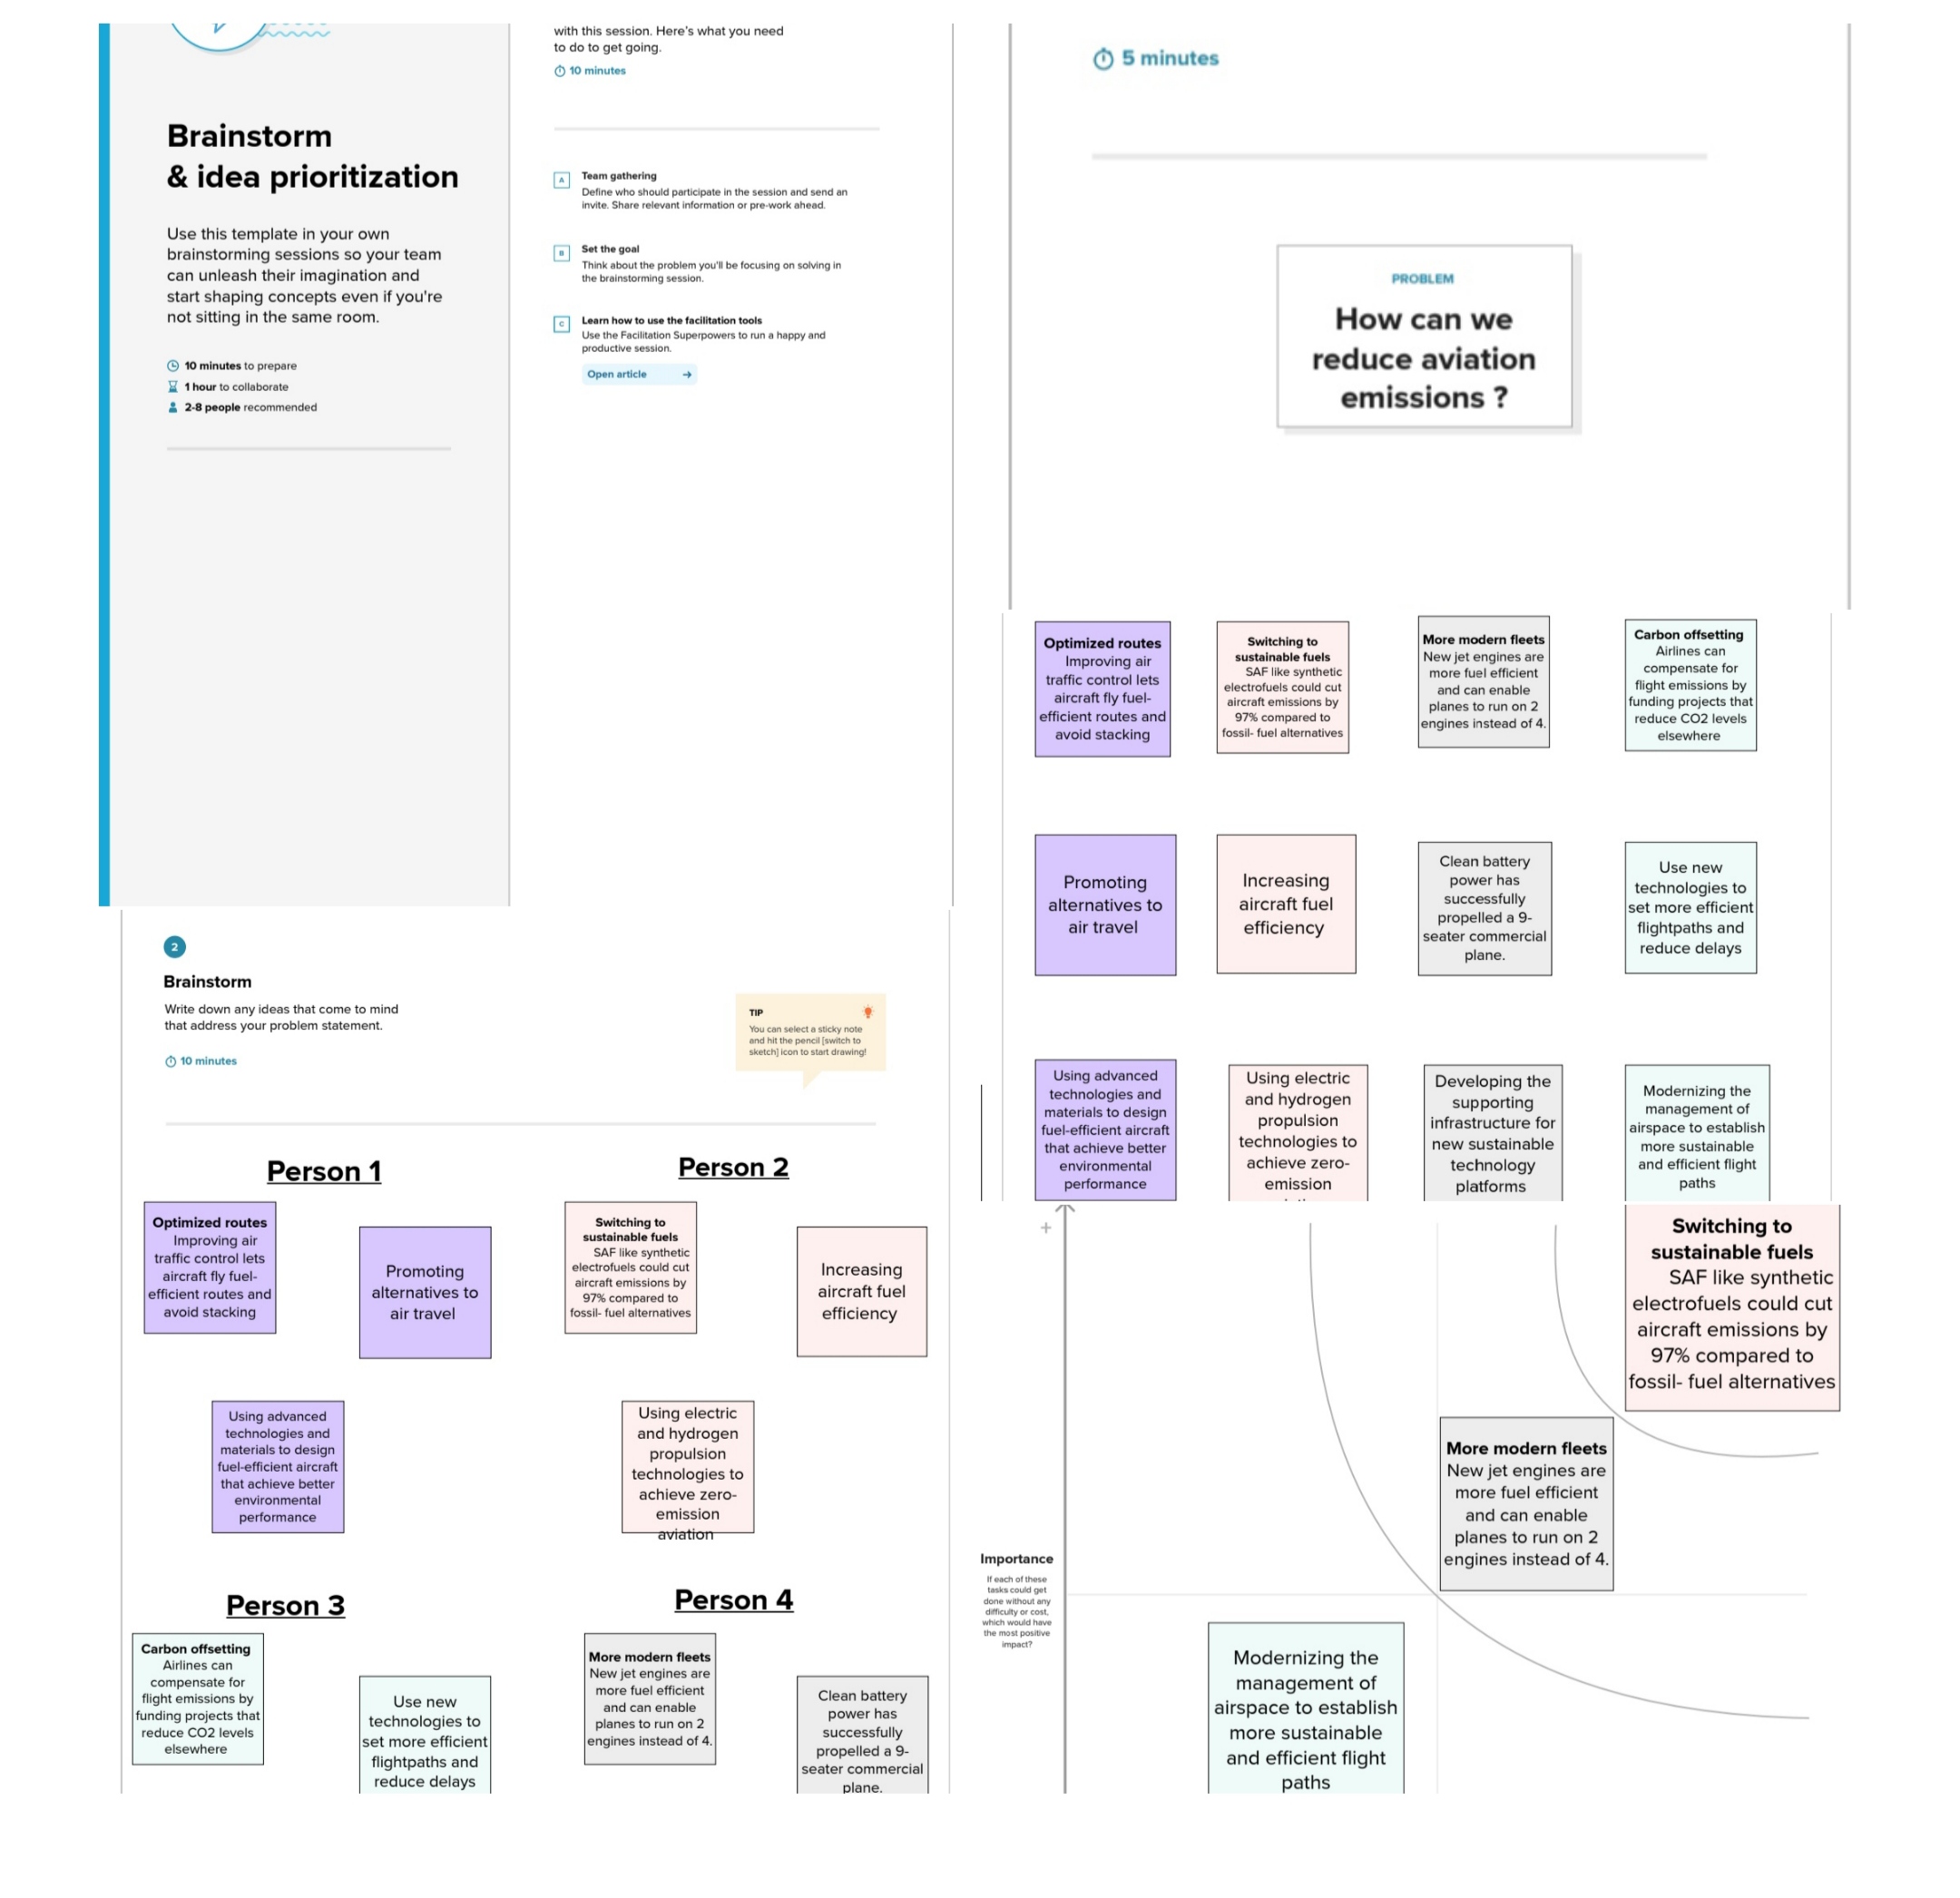 Brainstorm
& idea prioritization
Use this template in your own
brainstorming sessions so your team
can unleash their imagination and
start shaping concepts even if you're
not sitting in the same room.
10 minutes to prepare
1 hour to collaborate
2-8 people recommended
with this session. Here's what you need
to do to get going.
10 minutes
A
Team gathering
Define who should participate in the session and send an
invite. Share relevant information or pre-work ahead.
B
Set the goal
Think about the problem you'll be focusing on solving in
the brainstorming session.
C
Learn how to use the facilitation tools
Use the Facilitation Superpowers to run a happy and
productive session.
Open article
5 minutes
PROBLEM
How can we
reduce aviation
emissions ?
2
Brainstorm
Write down any ideas that come to mind
that address your problem statement.
10 minutes
TIP
You can select a sticky note
and hit the pencil [switch to
sketch] icon to start drawing!
Person 1
Optimized routes
Improving air
traffic control lets
aircraft fly fuel-
efficient routes and
avoid stacking
Promoting
alternatives to
air travel
Using advanced
technologies and
materials to design
fuel-efficient aircraft
that achieve better
environmental
performance
Person 2
Switching to
sustainable fuels
SAF like synthetic
electrofuels could cut
aircraft emissions by
97% compared to
fossil- fuel alternatives
Increasing
aircraft fuel
efficiency
Using electric
and hydrogen
propulsion
technologies to
achieve zero-
emission
aviation
Person 3
Carbon offsetting
Airlines can
compensate for
flight emissions by
funding projects that
reduce CO2 levels
elsewhere
Use new
technologies to
set more efficient
flightpaths and
reduce delays
Person 4
More modern fleets
New jet engines are
more fuel efficient
and can enable
planes to run on 2
engines instead of 4.
Clean battery
power has
successfully
propelled a 9-
seater commercial
plane.
Optimized routes
Improving air
traffic control lets
aircraft fly fuel-
efficient routes and
avoid stacking
Switching to
sustainable fuels
SAF like synthetic
electrofuels could cut
aircraft emissions by
97% compared to
fossil- fuel alternatives
More modern fleets
New jet engines are
more fuel efficient
and can enable
planes to run on 2
engines instead of 4.
Carbon offsetting
Airlines can
compensate for
flight emissions by
funding projects that
reduce CO2 levels
elsewhere
Promoting
alternatives to
air travel
Increasing
aircraft fuel
efficiency
Clean battery
power has
successfully
propelled a 9-
seater commercial
plane.
Use new
technologies to
set more efficient
flightpaths and
reduce delays
Using advanced
technologies and
materials to design
fuel-efficient aircraft
that achieve better
environmental
performance
Using electric
and hydrogen
propulsion
technologies to
achieve zero-
emission
Developing the
supporting
infrastructure for
new sustainable
technology
platforms
Modernizing the
management of
airspace to establish
more sustainable
and efficient flight
paths
+
Importance
If each of these
tasks could get
done without any
difficulty or cost,
which would have
the most positive
impact?
Switching to
sustainable fuels
SAF like synthetic
electrofuels could cut
aircraft emissions by
97% compared to
fossil- fuel alternatives
More modern fleets
New jet engines are
more fuel efficient
and can enable
planes to run on 2
engines instead of 4.
Modernizing the
management of
airspace to establish
more sustainable
and efficient flight
paths